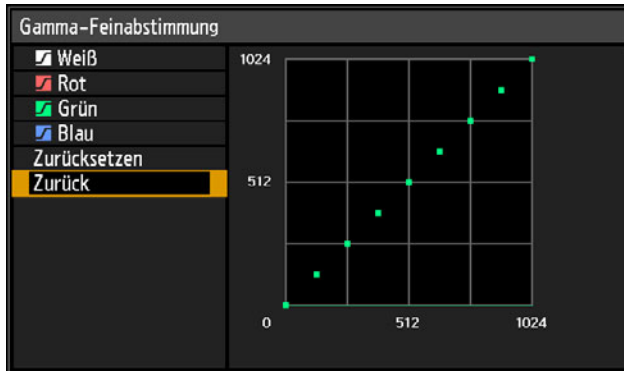 Gamma-Feinabstimmung
Weiß
Rot
Grün
Blau
Zurücksetzen
Zurück
1024
512
0 512 1024